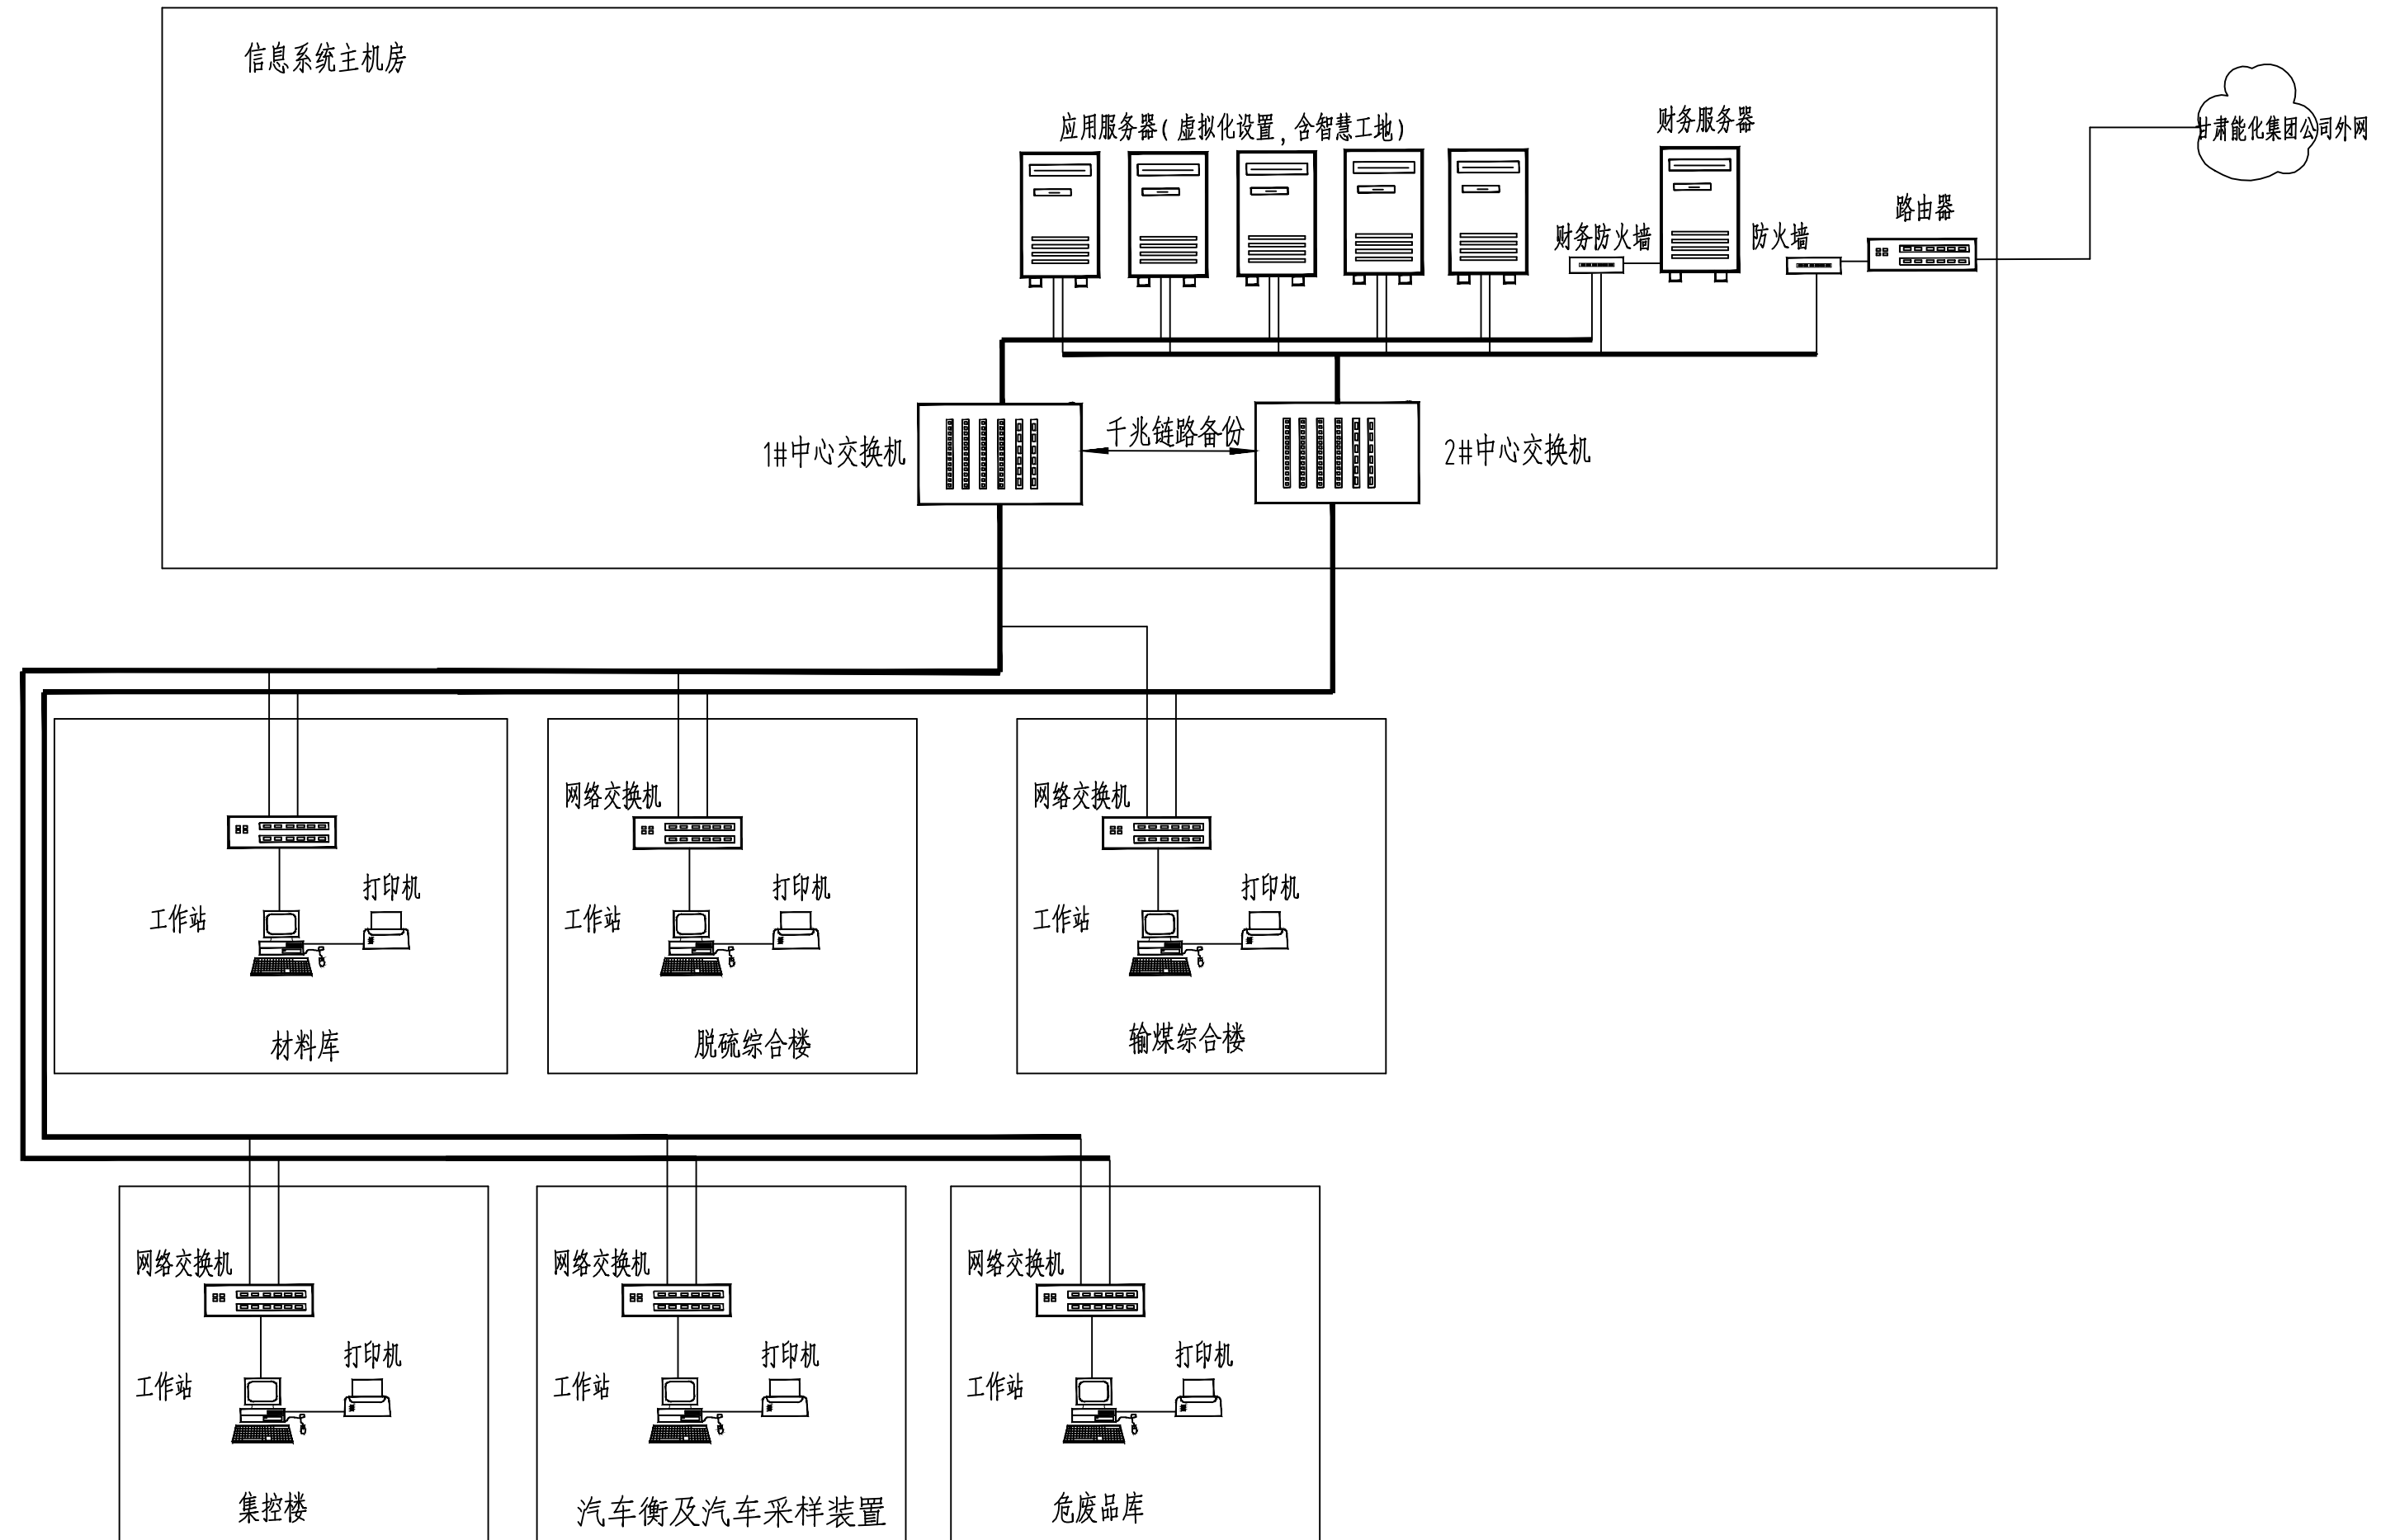 信息系统主机房
应用服务器(虚拟化设置,含智慧工地)
财务服务器
甘肃能化集团公司外网
路由器
财务防火墙
防火墙
1#中心交换机
千兆链路备份
2#中心交换机
网络交换机
网络交换机
打印机
打印机
打印机
工作站
工作站
工作站
材料库
脱硫综合楼
输煤综合楼
网络交换机
网络交换机
网络交换机
打印机
打印机
打印机
工作站
工作站
工作站
集控楼
汽车衡及汽车采样装置
危废品库